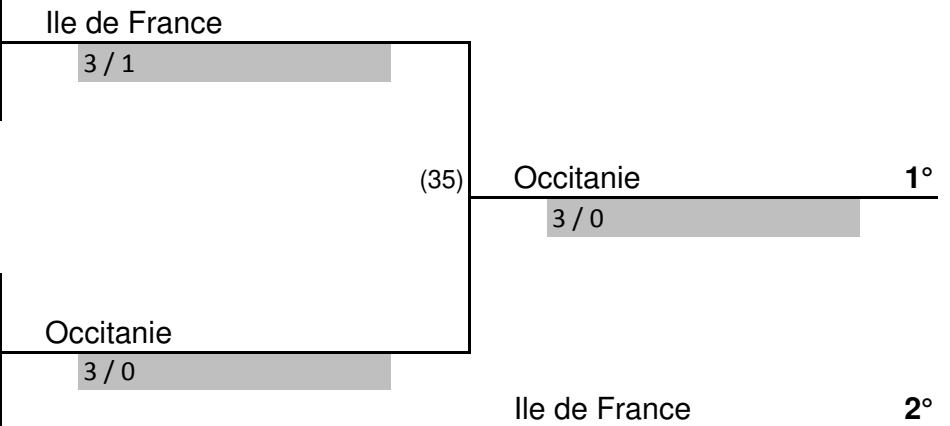 Ile de France
3 / 1
(35)
Occitanie 1°
3 / 0
Occitanie
3 / 0
Ile de France 2°